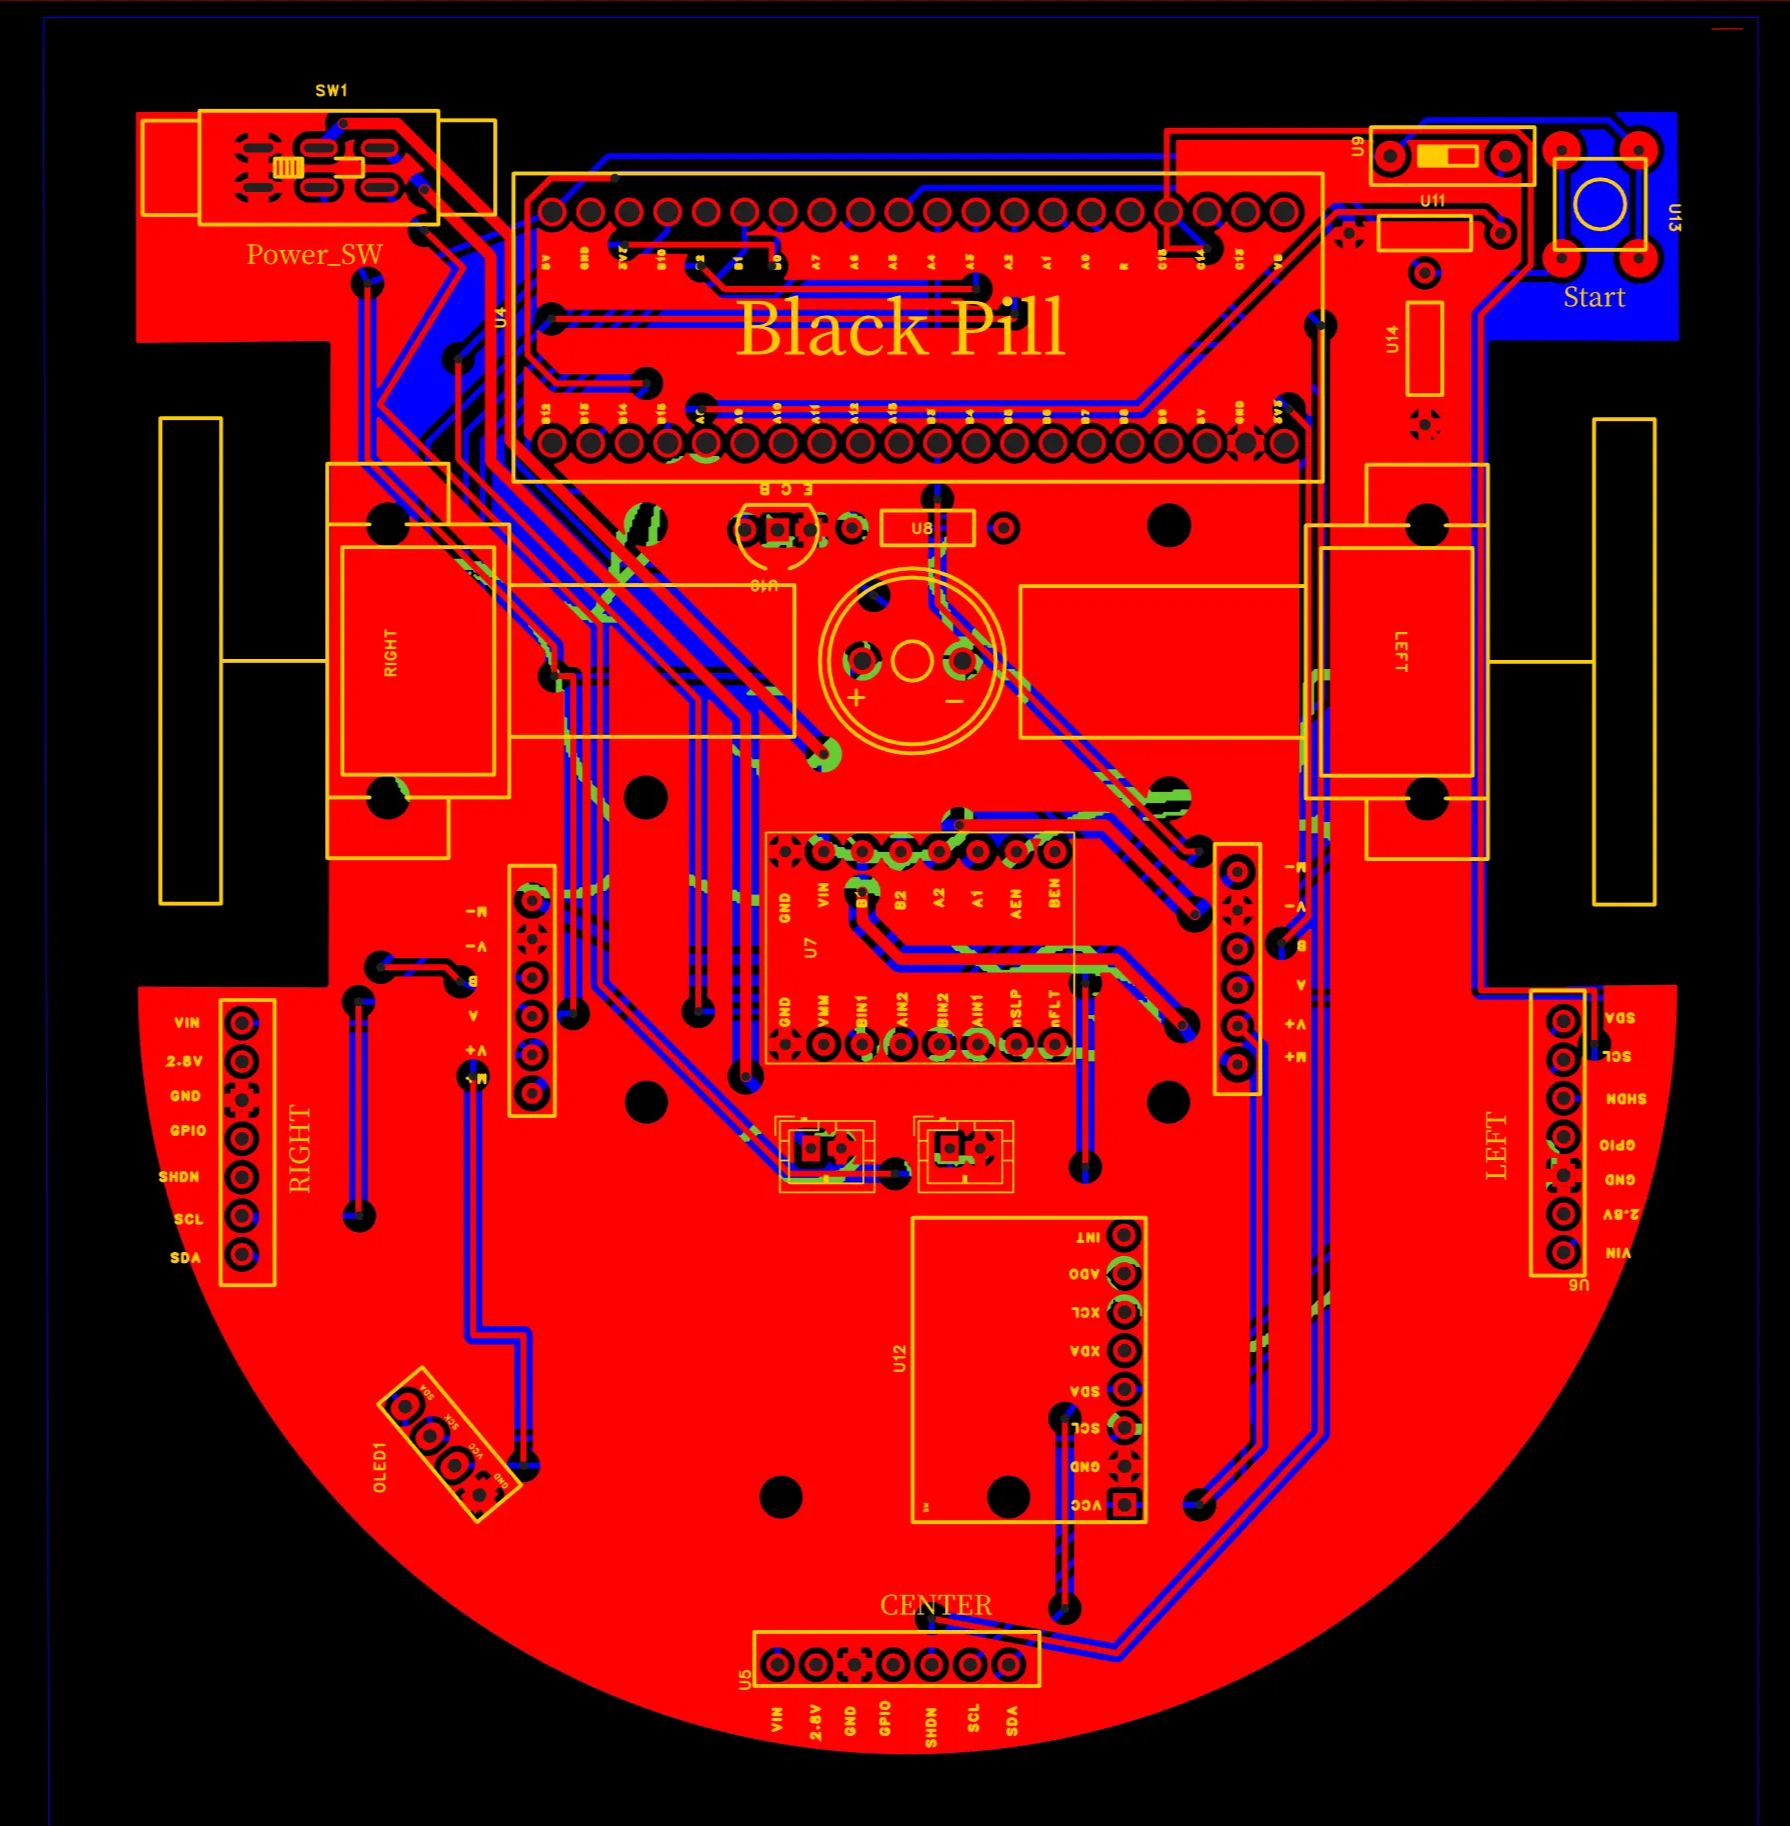 SW1
Power_SW
U9
U11
U13
Start
U14
U4
5V GND 3V3 B10 B1 A7 A6 A5 A4 A3 A2 A1 A0 R C15 C14 C13 VB
Black Pill
B12 B13 B14 B15 A8 A9 A10 A11 A12 A15 B3 B4 B5 B6 B7 B8 B9 5V GND 3V3
E C B
U8
U10
RIGHT
LEFT
+ −
GND VIN B2 A2 A1 AEN BEN
U7
GND VMM BIN1 AIN2 BIN2 AIN1 nSLP nFLT
M-
V-
B
A
V+
M+
M-
V-
B
A
V+
M+
VIN
2.8V
GND
GPIO
SHDN
SCL
SDA
RIGHT
LEFT
SDA
SCL
SHDN
GPIO
GND
2.8V
VIN
U6
INT
ADO
XCL
XDA
SDA
SCL
GND
VCC
U12
OLED1
SDA
SCK
VCC
GND
CENTER
U5
VIN 2.8V GND GPIO SHDN SCL SDA